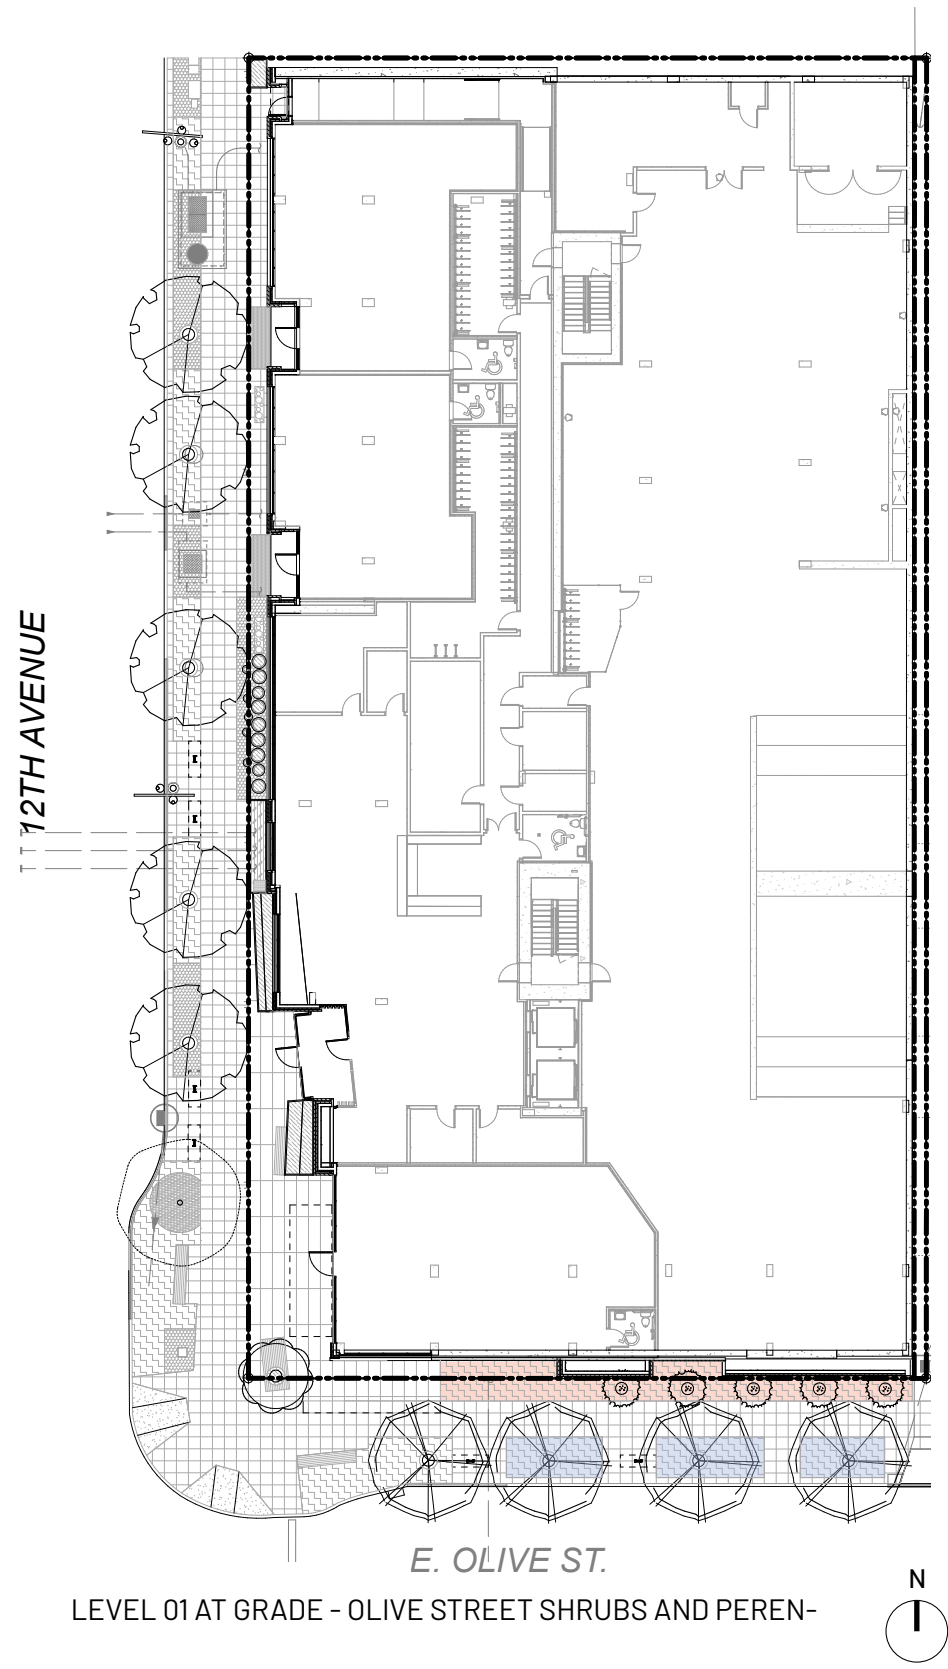 12TH AVENUE
E. OLIVE ST.
N
LEVEL 01 AT GRADE - OLIVE STREET SHRUBS AND PEREN-